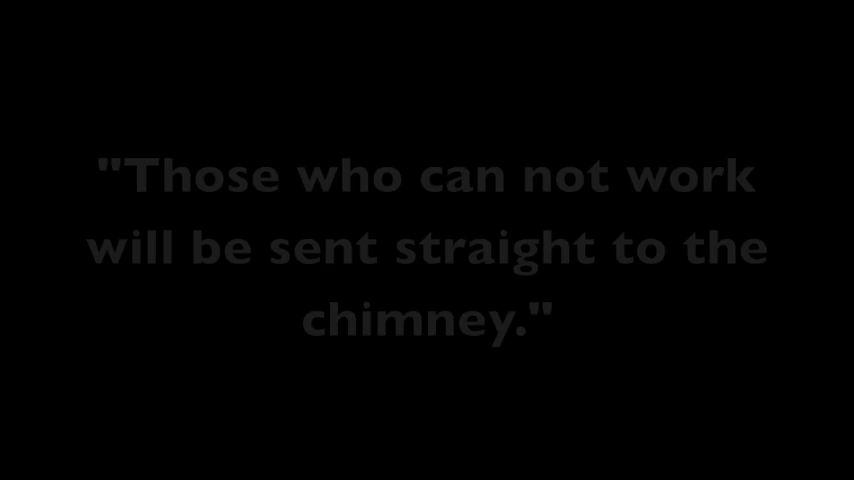 "Those who can not work
will be sent straight to the
chimney."